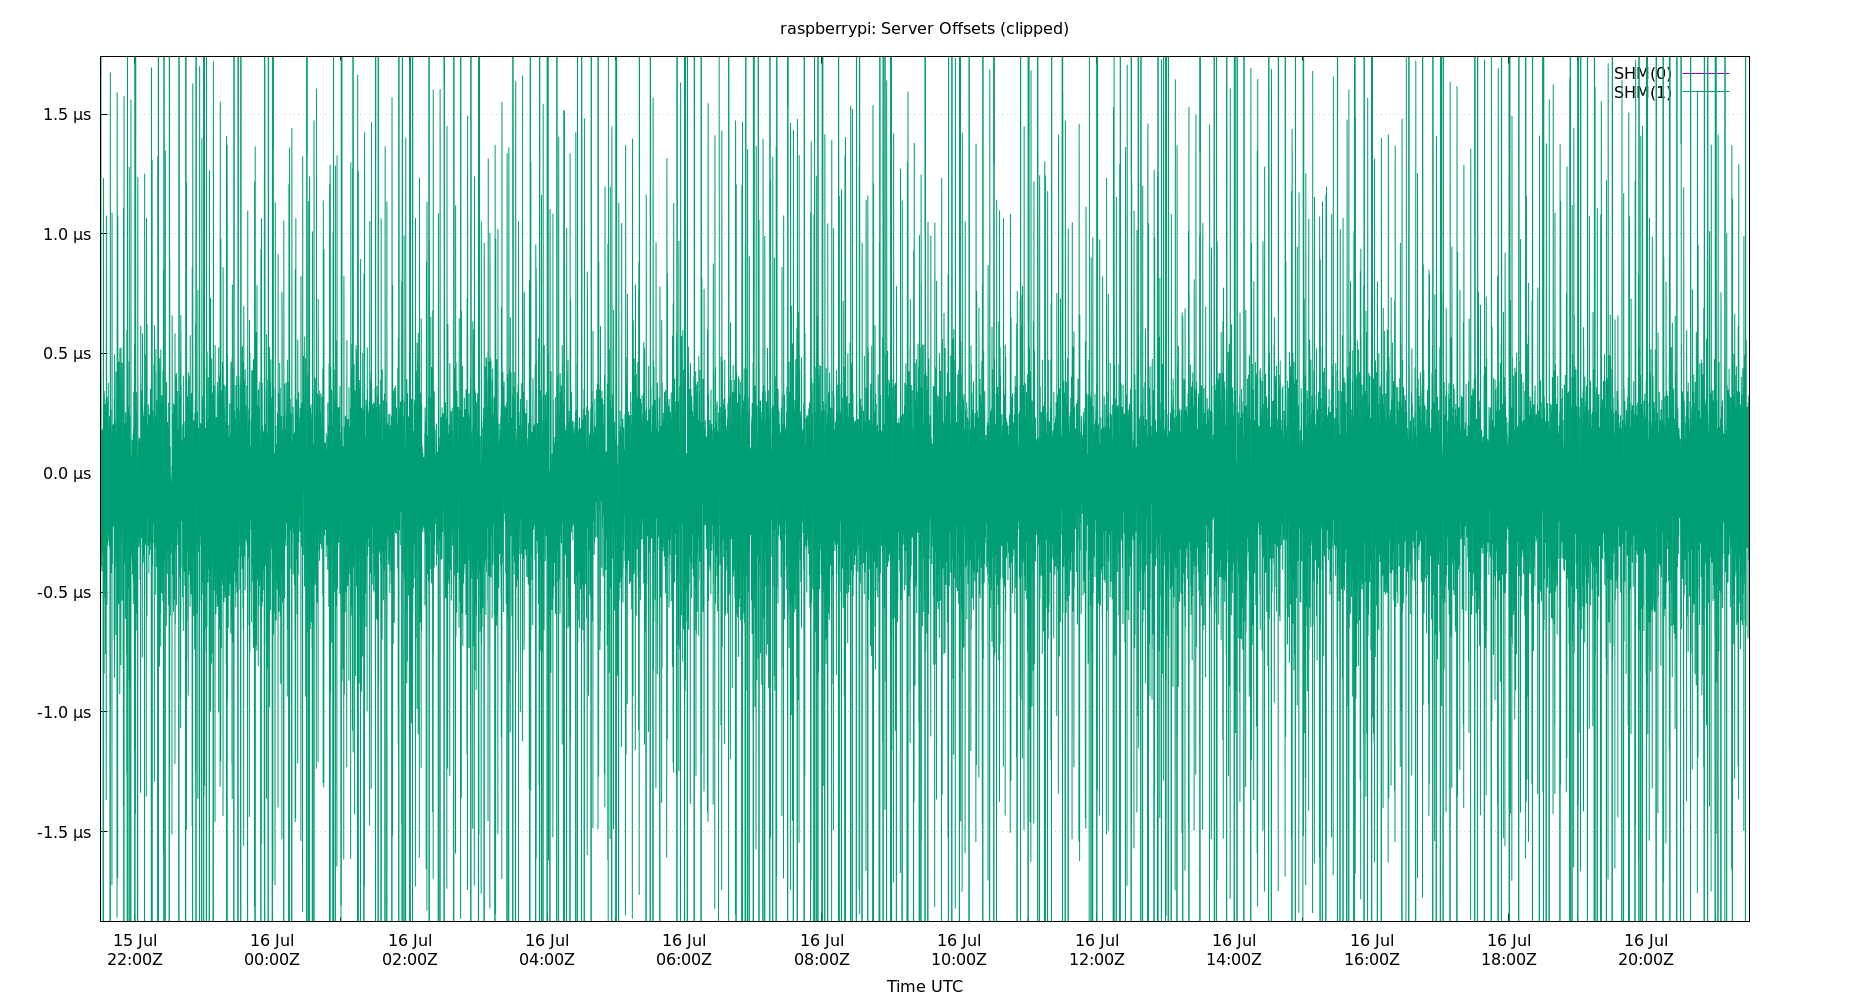 raspberrypi: Server Offsets (clipped)
SHM(0)
SHM(1)
1.5 µs
1.0 µs
0.5 µs
0.0 µs
-0.5 µs
-1.0 µs
-1.5 µs
15 Jul 16 Jul 16 Jul 16 Jul 16 Jul 16 Jul 16 Jul 16 Jul 16 Jul 16 Jul 16 Jul 16 Jul
22:00Z 00:00Z 02:00Z 04:00Z 06:00Z 08:00Z 10:00Z 12:00Z 14:00Z 16:00Z 18:00Z 20:00Z
Time UTC